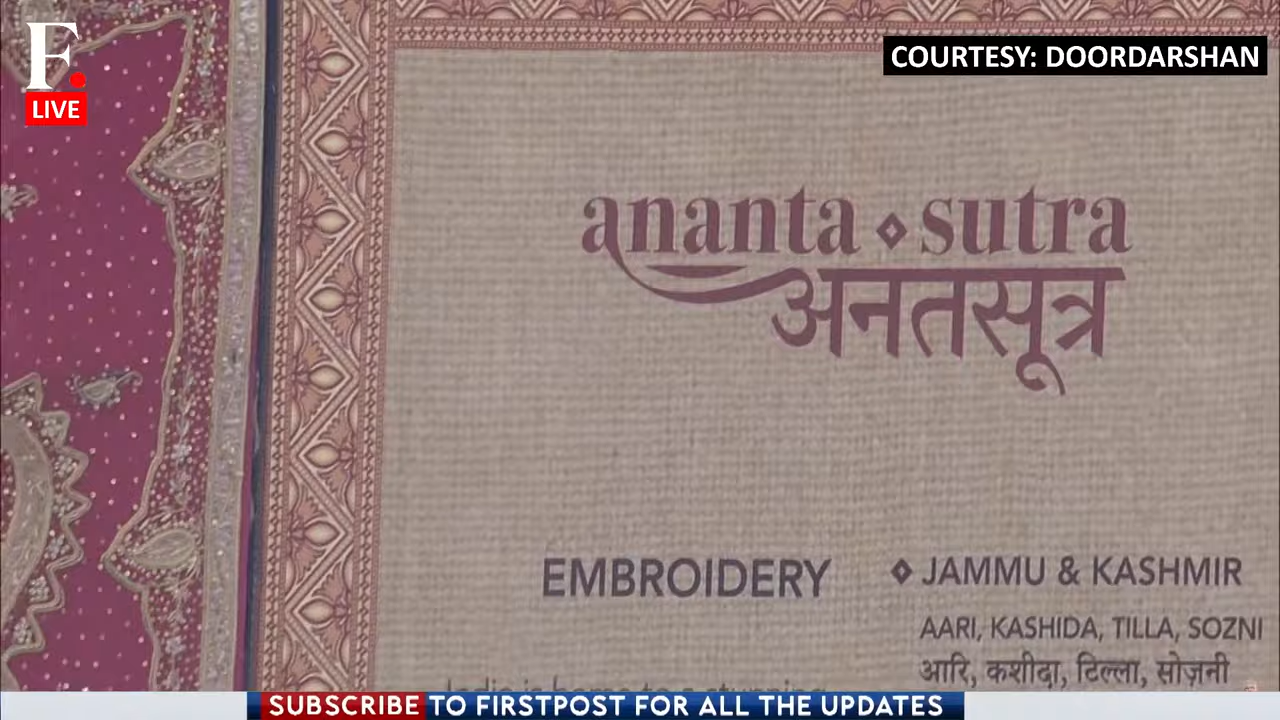 F.
LIVE
COURTESY: DOORDARSHAN
ananta sutra
अनतसूत्र
EMBROIDERY
JAMMU & KASHMIR
AARI, KASHIDA, TILLA, SOZNI
आरि, कशीदा, टिल्ला, सोज़नी
SUBSCRIBE TO FIRSTPOST FOR ALL THE UPDATES